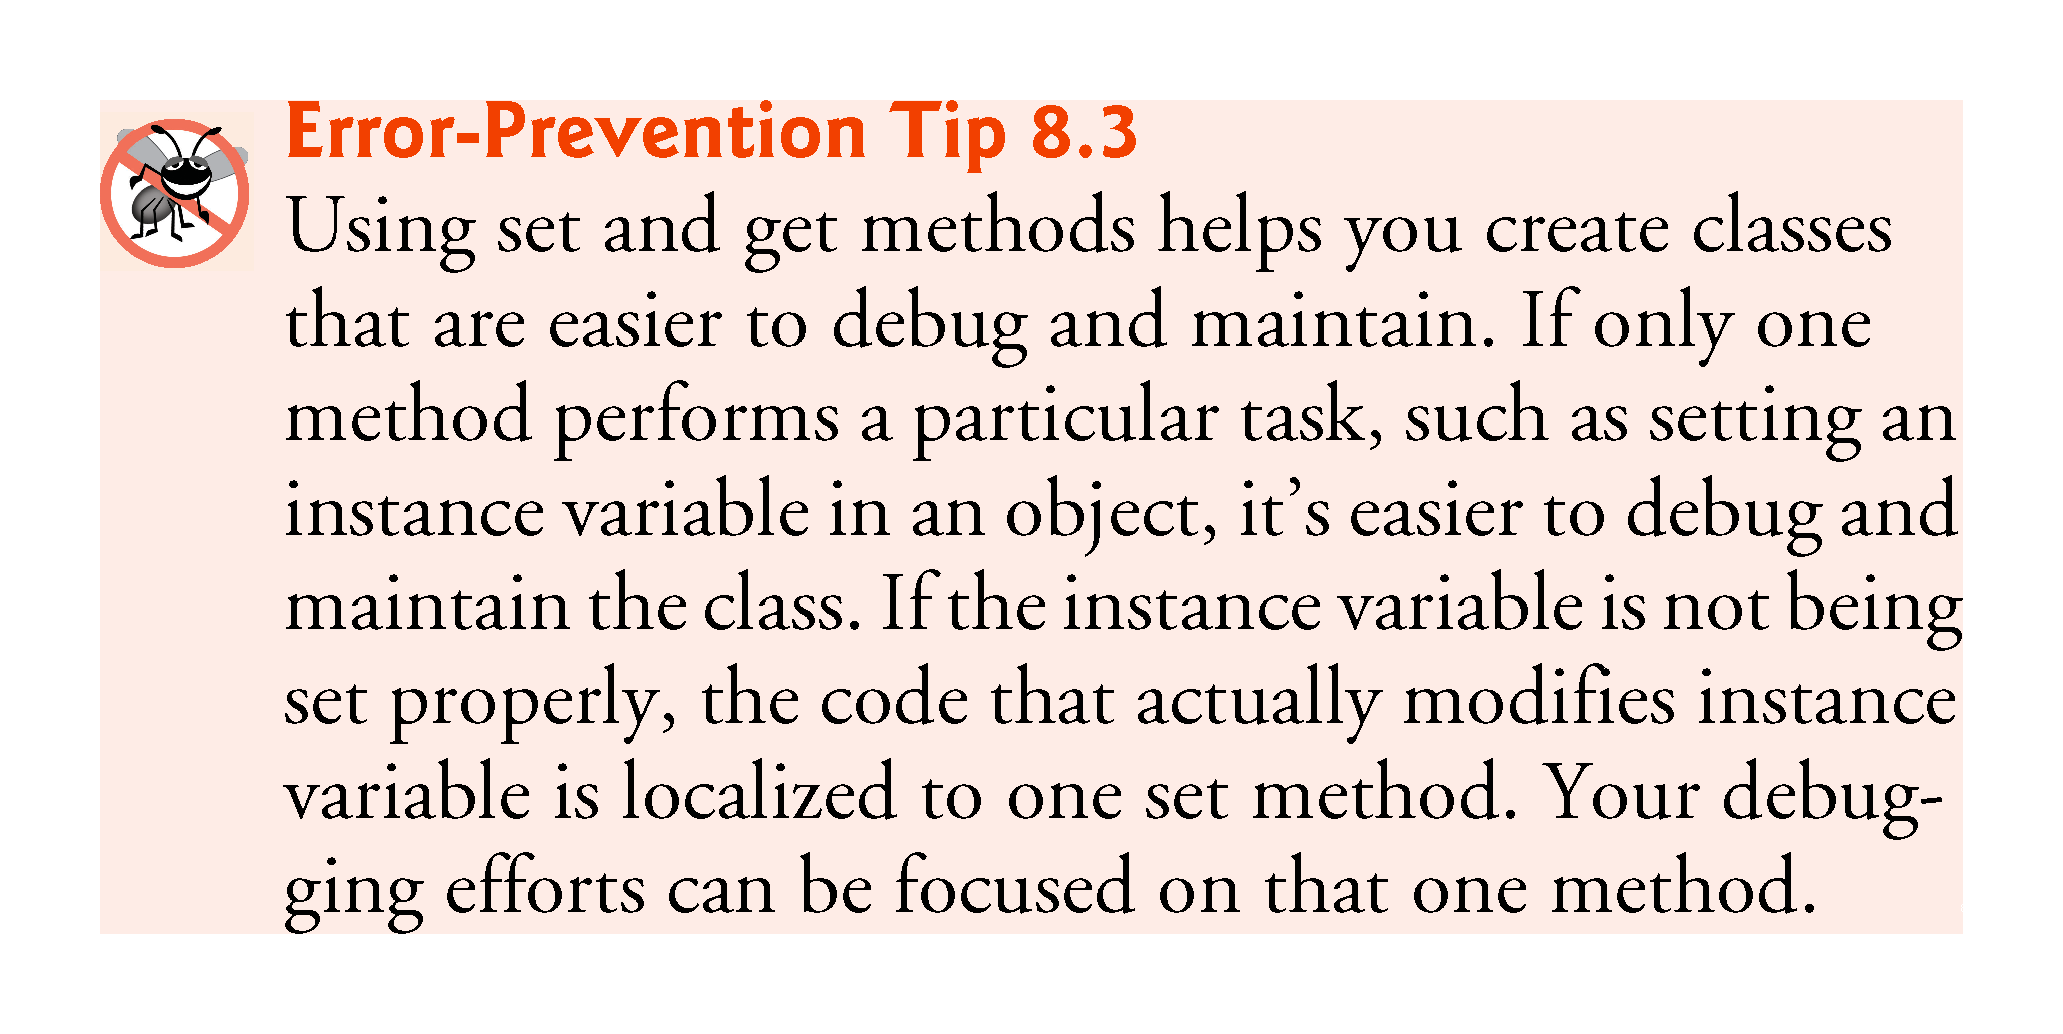 Error-Prevention Tip 8.3
Using set and get methods helps you create classes
that are easier to debug and maintain. If only one
method performs a particular task, such as setting an
instance variable in an object, it’s easier to debug and
maintain the class. If the instance variable is not being
set properly, the code that actually modifies instance
variable is localized to one set method. Your debug-
ging efforts can be focused on that one method.